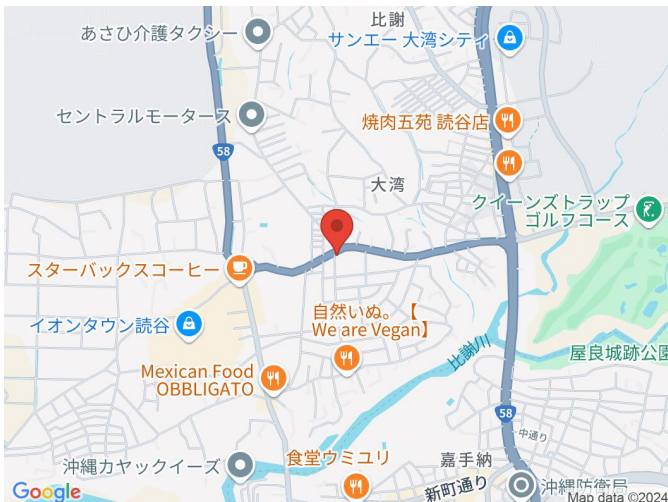 比謝
あさひ介護タクシー
サンエー 大湾シティ
セントラルモータース
焼肉五苑 読谷店
58
大湾
クイーンズトラップ
ゴルフコース
スターバックスコーヒー
自然いぬ。【
We are Vegan】
イオンタウン読谷
比謝川
屋良城跡公園
Mexican Food
OBBLIGATO
58
中通り
嘉手納
食堂ウミユリ
沖縄カヤックイーズ
新町通り
沖縄防衛局
Google
Map data ©2024